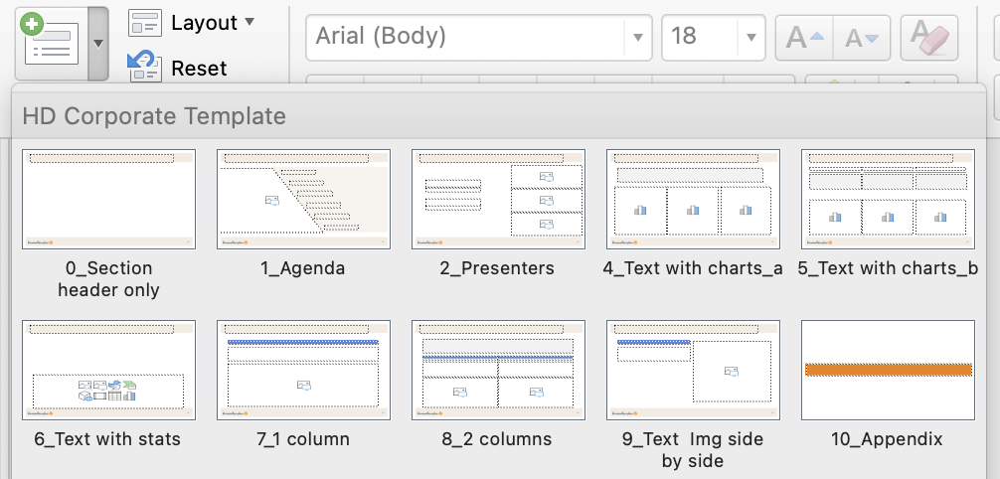 Layout
Arial (Body)
18
A
A
A
Reset
HD Corporate Template
0_Section
header only
1_Agenda
2_Presenters
4_Text with charts_a
5_Text with charts_b
6_Text with stats
7_1 column
8_2 columns
9_Text  Img side
by side
10_Appendix